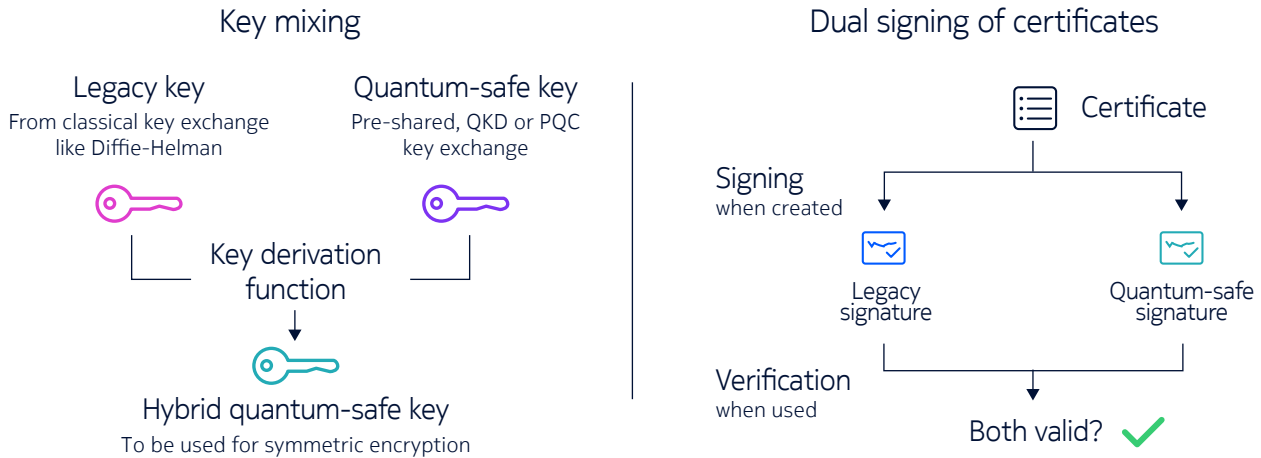 Key mixing
Legacy key
From classical key exchange
like Diffie-Helman
Quantum-safe key
Pre-shared, QKD or PQC
key exchange
Key derivation
function
Hybrid quantum-safe key
To be used for symmetric encryption
Dual signing of certificates
Certificate
Signing
when created
Legacy
signature
Quantum-safe
signature
Verification
when used
Both valid?